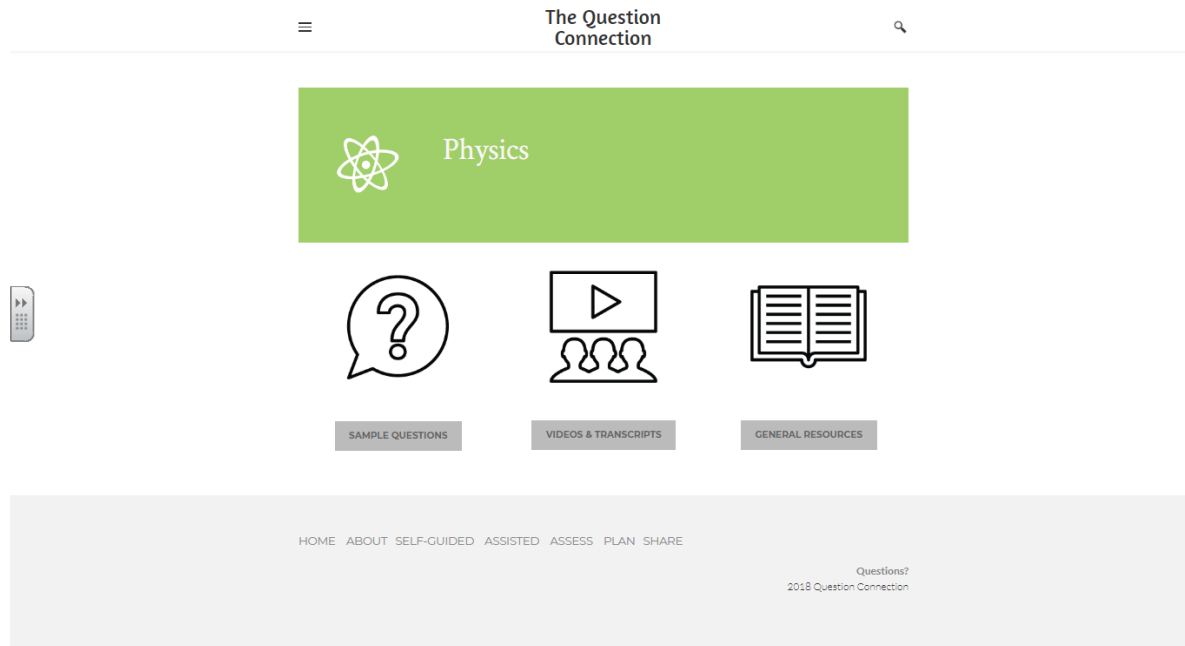 The Question
Connection
Physics
SAMPLE QUESTIONS
VIDEOS & TRANSCRIPTS
GENERAL RESOURCES
HOME ABOUT SELF-GUIDED ASSISTED ASSESS PLAN SHARE
Questions?
2018 Question Connection